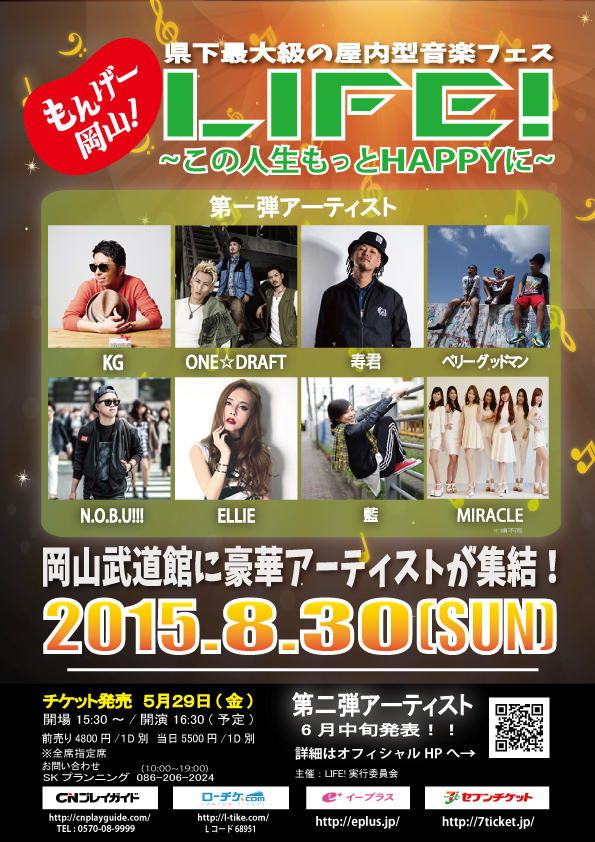 県下最大級の屋内型音楽フェス
もんげー
岡山!
LIFE!
~この人生もっとHAPPYに~
第一弾アーティスト
KG ONE☆DRAFT 寿君 ベリーグッドマン
N.O.B.U!!! ELLIE 藍 MIRACLE
※順不同
岡山武道館に豪華アーティストが集結!
2015.8.30(SUN)
チケット発売 5月29日(金)
開場 15:30 ~ / 開演 16:30 (予定)
前売り 4800円 /1D 別 当日 5500円 /1D 別
※全席指定席
お問い合わせ (10:00~19:00)
SK プランニング 086-206-2024
第二弾アーティスト
6月中旬発表!!
詳細はオフィシャル HP へ→
主催:LIFE! 実行委員会
CNプレイガイド
http://cnplayguide.com/
TEL : 0570-08-9999
ローチケ.com
http://l-tike.com/
Lコード 68951
e+ イープラス
http://eplus.jp/
セブンチケット
http://7ticket.jp/